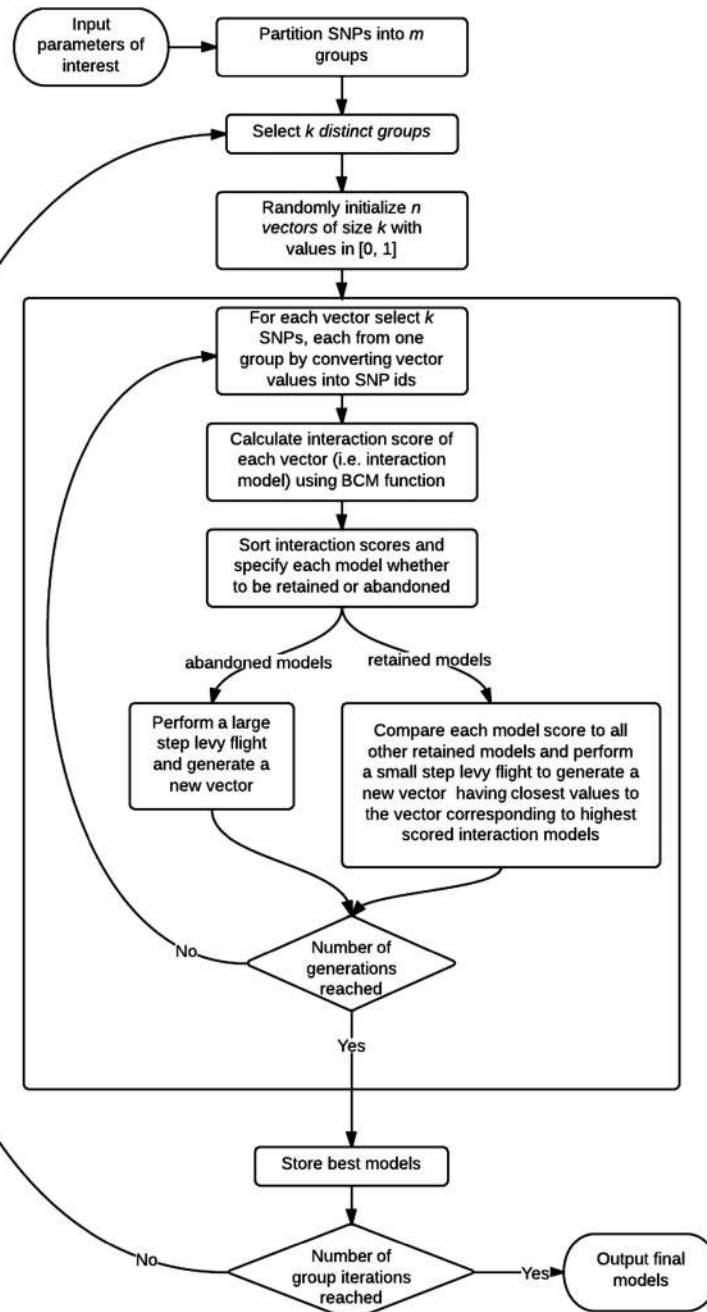 Input
parameters of
interest
Partition SNPs into m
groups
Select k distinct groups
Randomly initialize n
vectors of size k with
values in [0, 1]
For each vector select k
SNPs, each from one
group by converting vector
values into SNP ids
Calculate interaction score of
each vector (i.e. interaction
model) using BCM function
Sort interaction scores and
specify each model whether
to be retained or abandoned
abandoned models
retained models
Perform a large
step levy flight
and generate a
new vector
Compare each model score to all
other retained models and perform
a small step levy flight to generate a
new vector having closest values to
the vector corresponding to highest
scored interaction models
No
Number of
generations
reached
Yes
Store best models
No
Number of
group iterations
reached
Yes
Output final
models